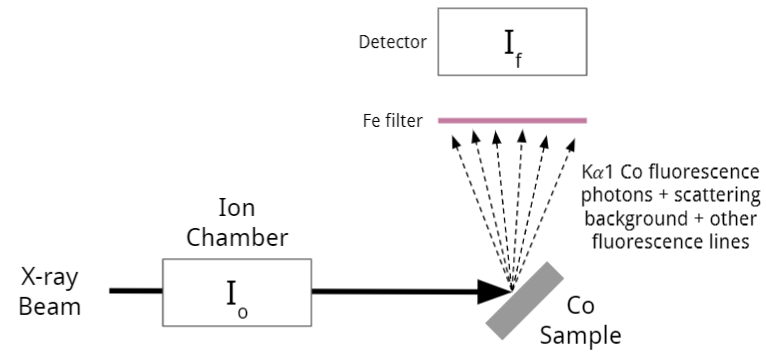 Detector
I_f
Fe filter
Kα1 Co fluorescence
photons + scattering
background + other
fluorescence lines
Ion
Chamber
X-ray
Beam
I_o
Co
Sample